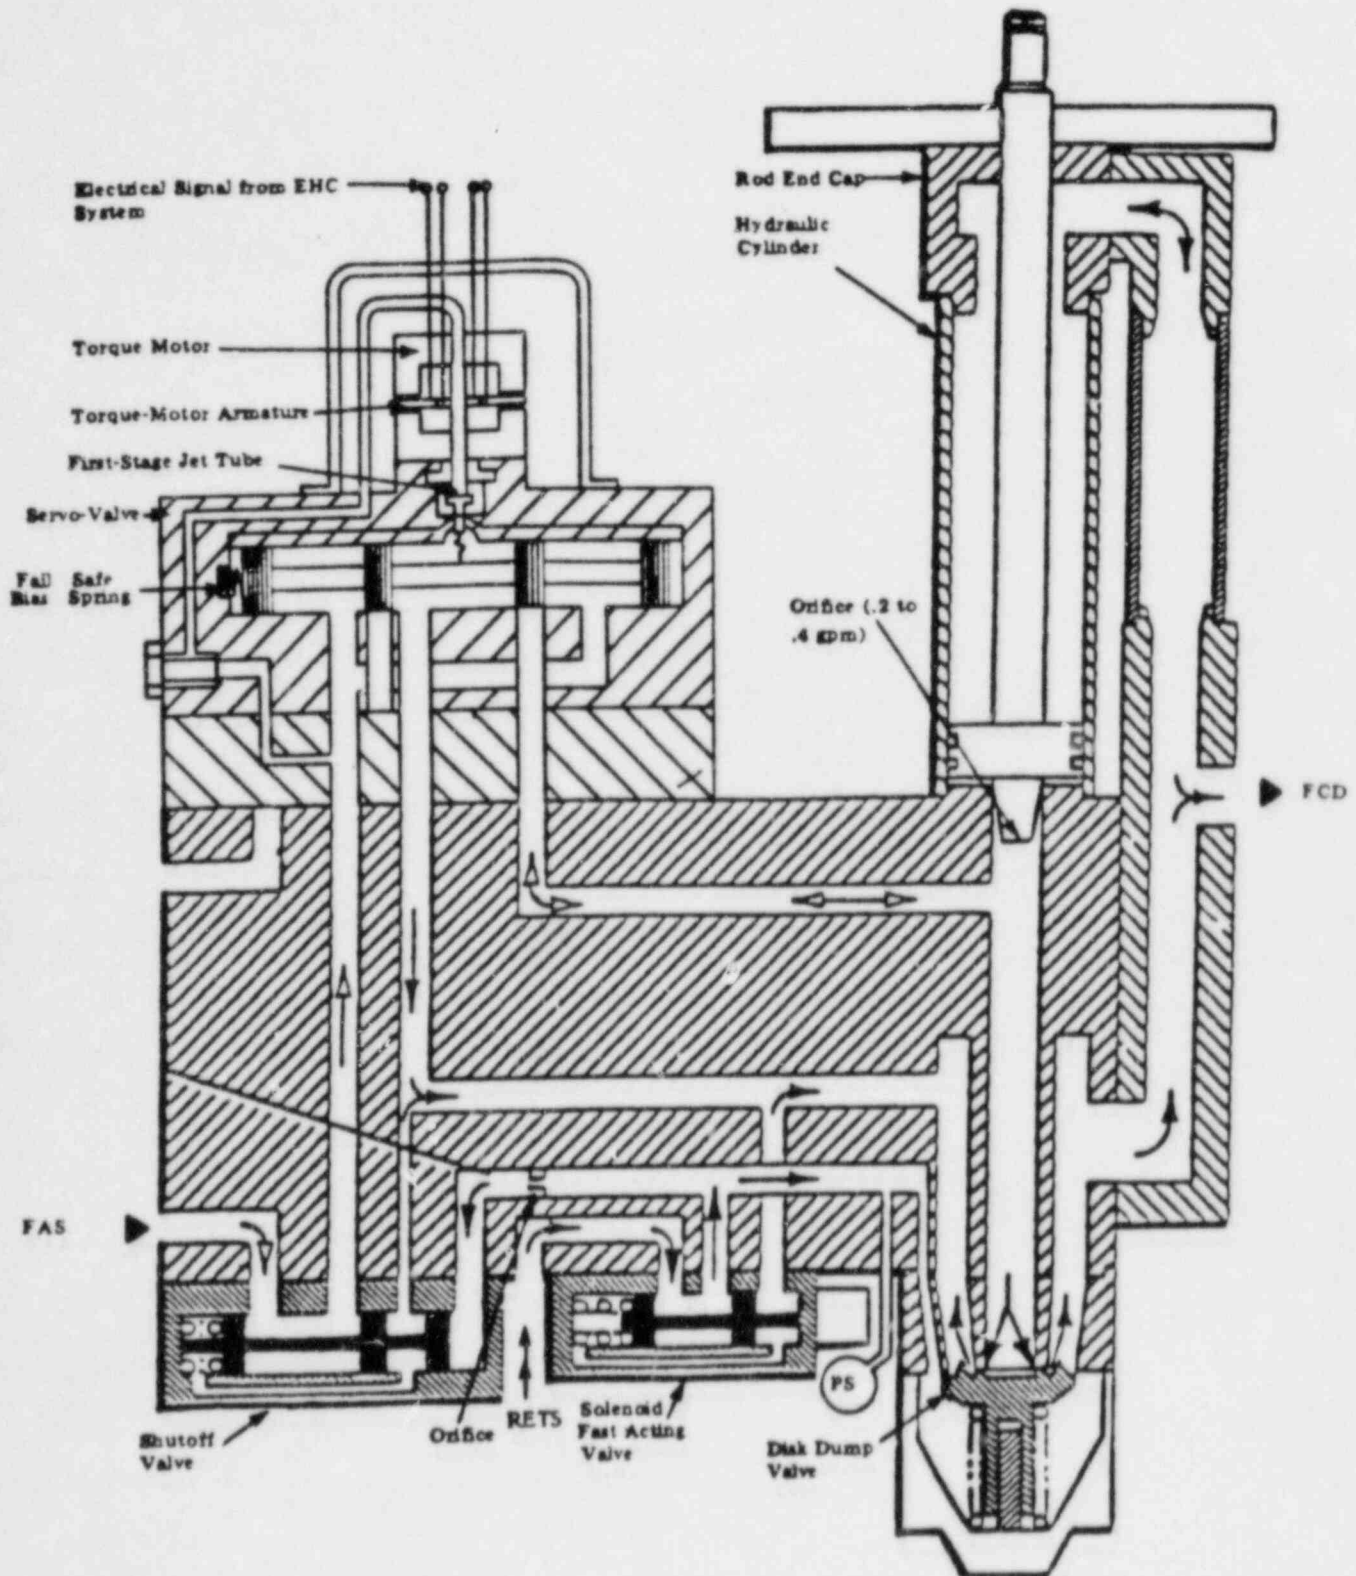 Electrical Signal from EHC
System
Torque Motor
Torque-Motor Armature
First-Stage Jet Tube
Servo-Valve
Fail Safe
Bias Spring
Rod End Cap
Hydraulic
Cylinder
Orifice (.2 to
.4 gpm)
FCD
FAS
Shutoff
Valve
Orifice
RETS
Solenoid
Fast Acting
Valve
PS
Disk Dump
Valve